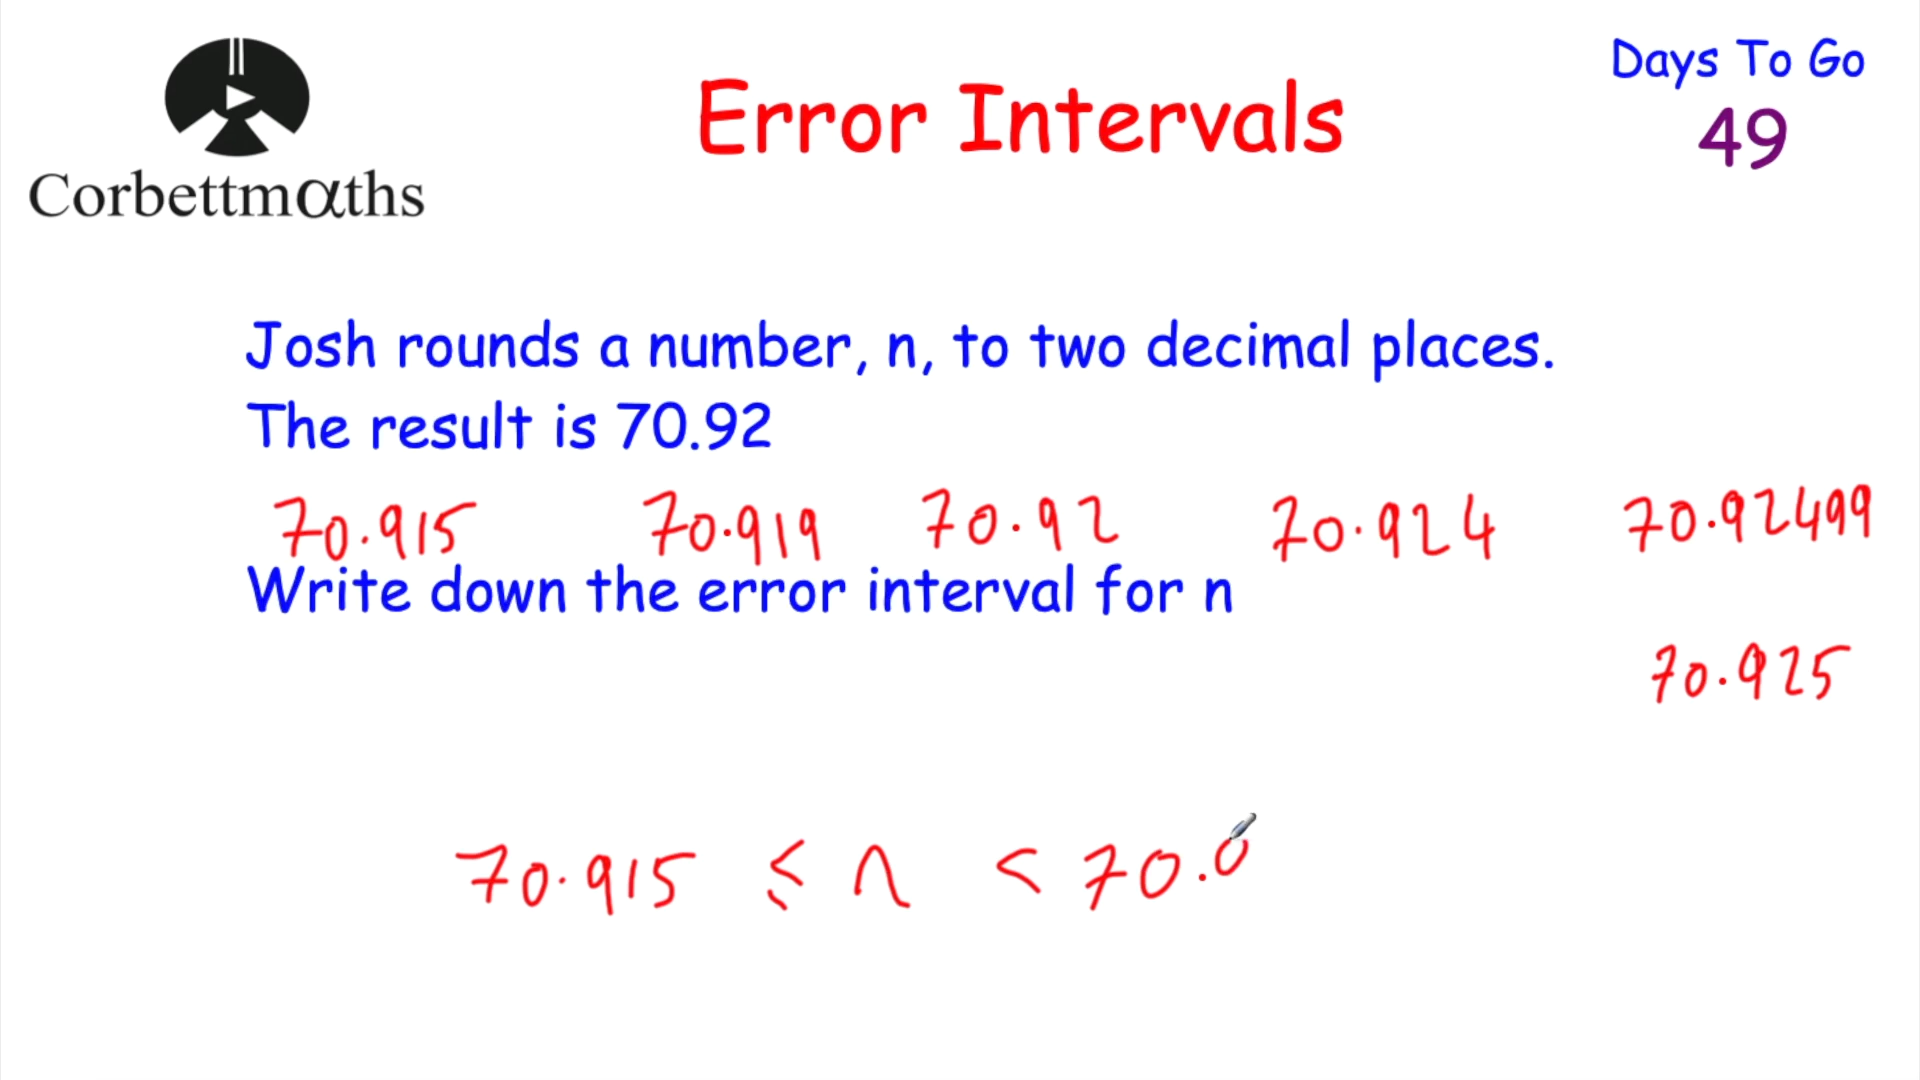 Corbettmαths
Error Intervals
Days To Go
49
Josh rounds a number, n, to two decimal places.
The result is 70.92
70.915 70.919 70.92 70.924 70.92499
Write down the error interval for n
70.925
70.915 ≤ n < 70.